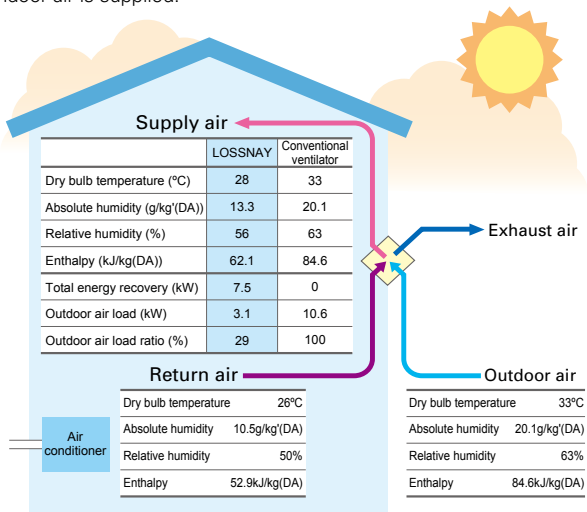 door air is supplied.
Supply air
LOSSNAY Conventional ventilator
Dry bulb temperature (ºC) 28 33
Absolute humidity (g/kg'(DA)) 13.3 20.1
Relative humidity (%) 56 63
Enthalpy (kJ/kg(DA)) 62.1 84.6
Total energy recovery (kW) 7.5 0
Outdoor air load (kW) 3.1 10.6
Outdoor air load ratio (%) 29 100
Exhaust air
Return air
Dry bulb temperature 26ºC
Absolute humidity 10.5g/kg'(DA)
Relative humidity 50%
Enthalpy 52.9kJ/kg(DA)
Outdoor air
Dry bulb temperature 33ºC
Absolute humidity 20.1g/kg'(DA)
Relative humidity 63%
Enthalpy 84.6kJ/kg(DA)
Air
conditioner